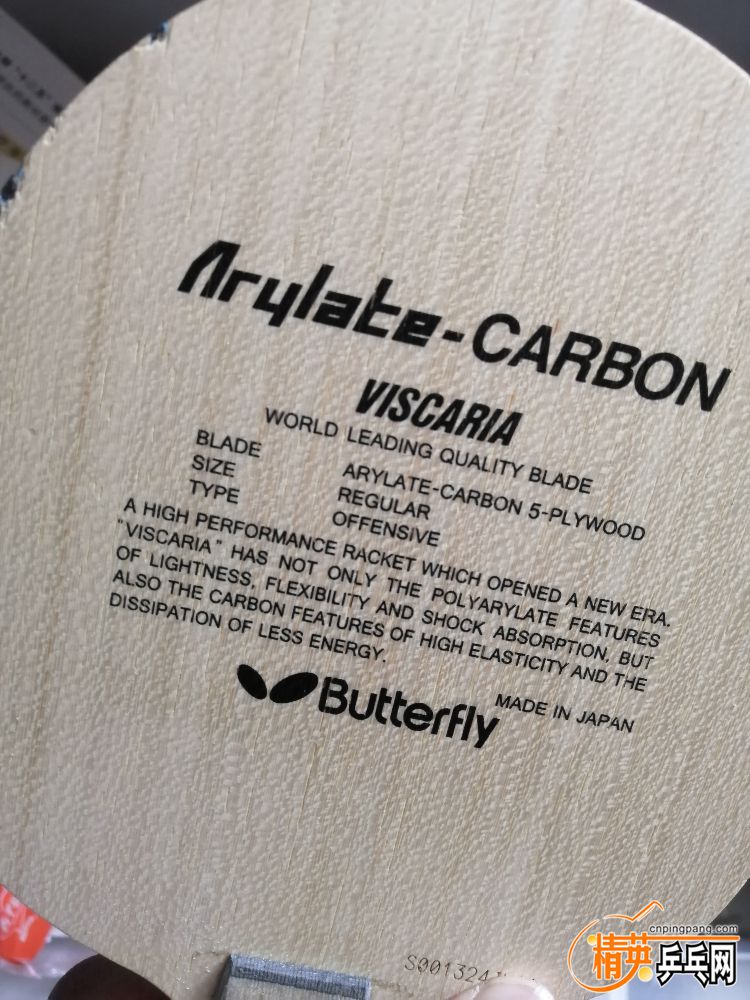 Arylate-CARBON
VISCARIA
WORLD LEADING QUALITY BLADE
BLADE ARYLATE-CARBON 5-PLYWOOD
SIZE REGULAR
TYPE OFFENSIVE
A HIGH PERFORMANCE RACKET WHICH OPENED A NEW ERA.
"VISCARIA" HAS NOT ONLY THE POLYARYLATE FEATURES
OF LIGHTNESS, FLEXIBILITY AND SHOCK ABSORPTION, BUT
ALSO THE CARBON FEATURES OF HIGH ELASTICITY AND THE
DISSIPATION OF LESS ENERGY.
Butterfly MADE IN JAPAN
cnpingpang.com
精英乒乓网